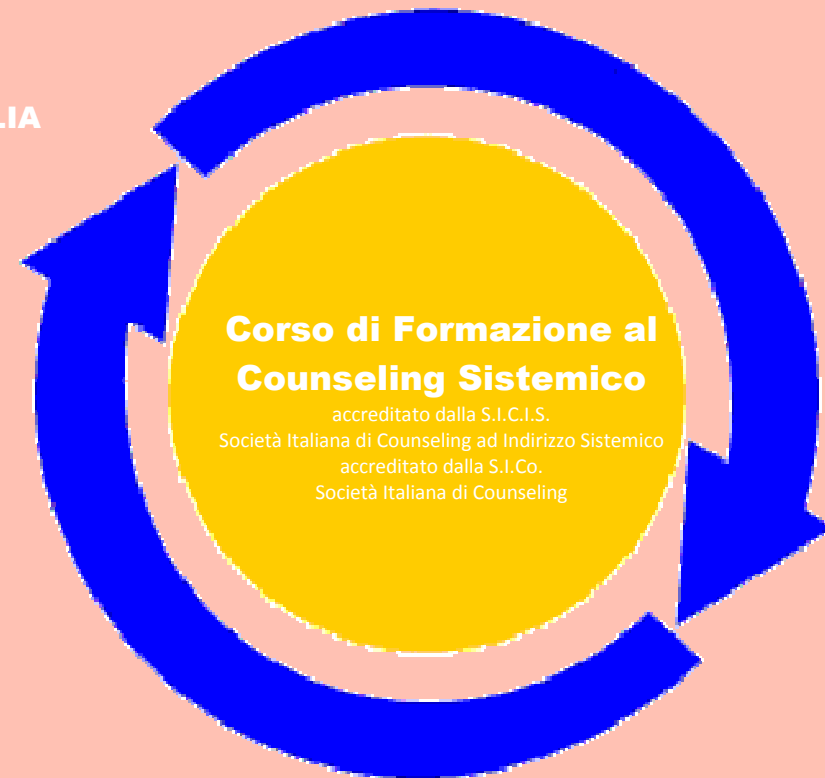 LIA
Corso di Formazione al
Counseling Sistemico
accreditato dalla S.I.C.I.S.
Società Italiana di Counseling ad Indirizzo Sistemico
accreditato dalla S.I.Co.
Società Italiana di Counseling